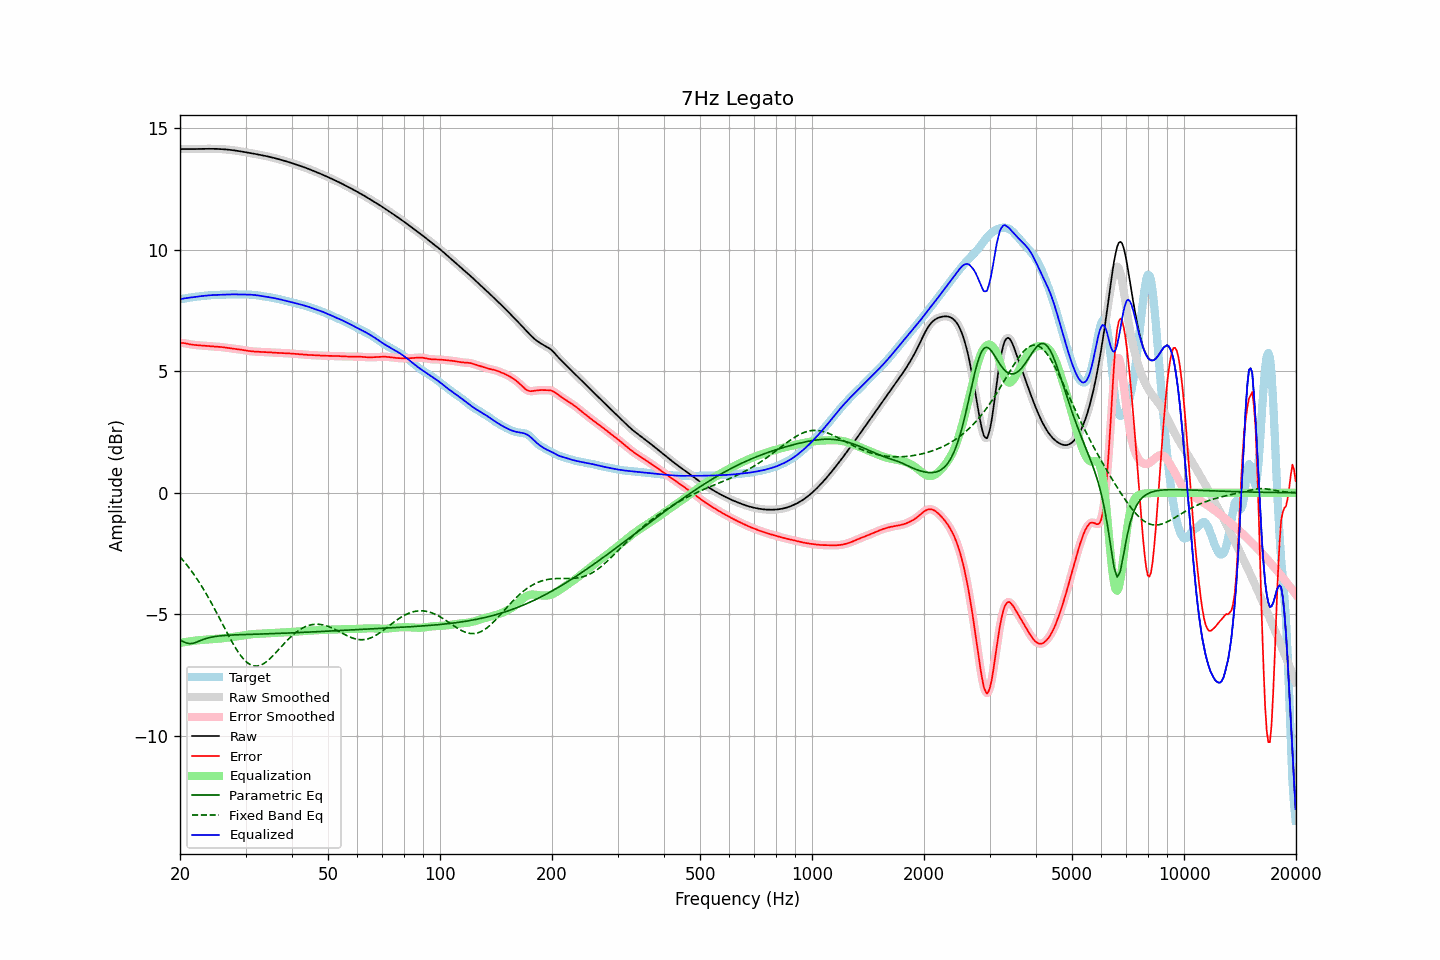 7Hz Legato
15
10
5
0
−5
−10
Amplitude (dBr)
Target
Raw Smoothed
Error Smoothed
Raw
Error
Equalization
Parametric Eq
Fixed Band Eq
Equalized
20
50
100
200
500
1000
2000
5000
10000
20000
Frequency (Hz)